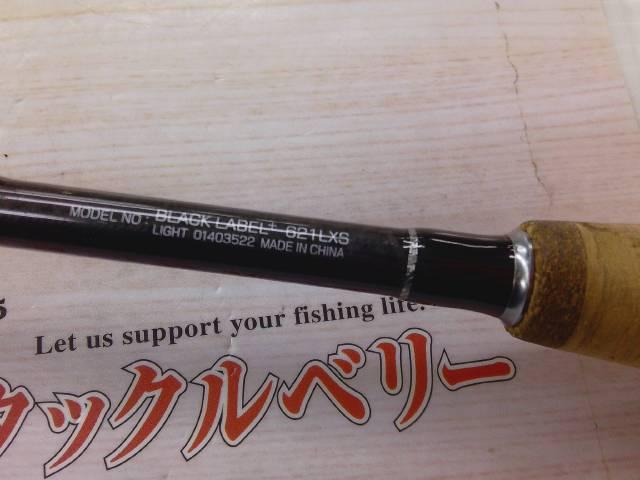 MODEL NO : BLACK LABEL+ 621LXS
LIGHT 01403522 MADE IN CHINA
Let us support your fishing life.
タックルベリー